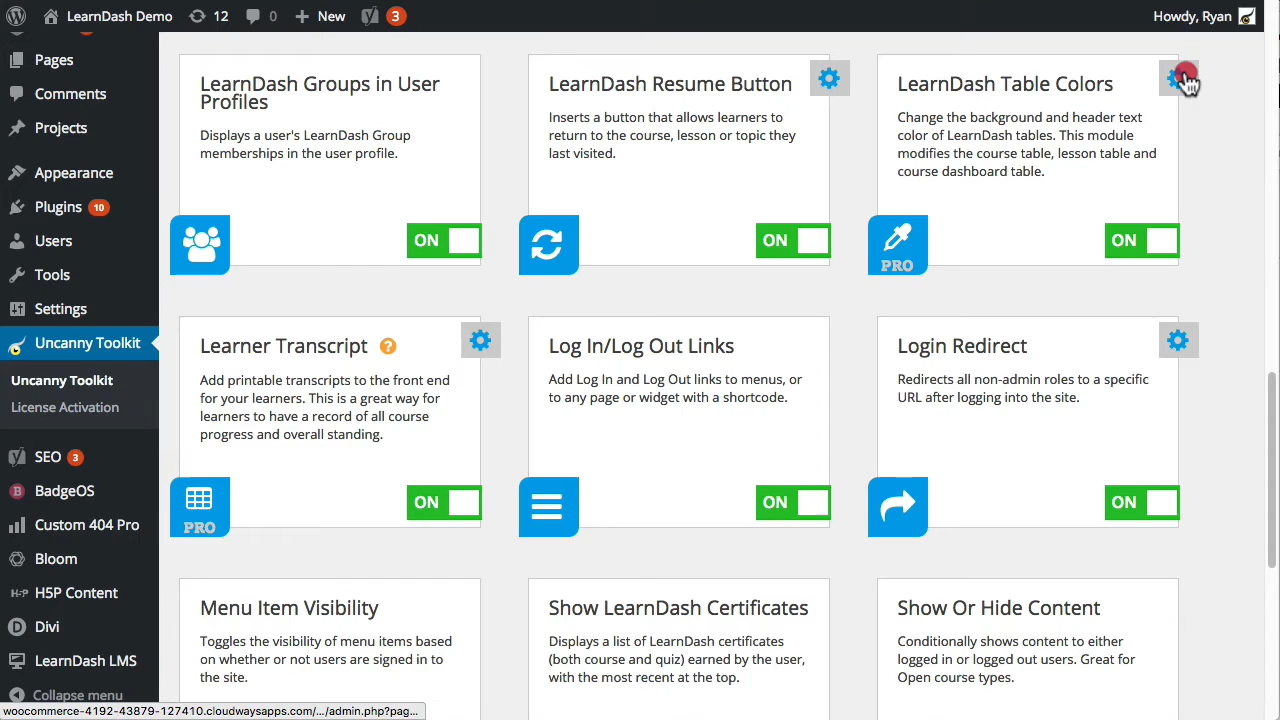 LearnDash Demo 12 0 New 3 Howdy, Ryan
Pages
Comments
Projects
Appearance
Plugins 10
Users
Tools
Settings
Uncanny Toolkit
Uncanny Toolkit
License Activation
SEO 3
BadgeOS
Custom 404 Pro
Bloom
H5P Content
Divi
LearnDash LMS
Collapse menu
LearnDash Groups in User
Profiles
Displays a user's LearnDash Group
memberships in the user profile.
ON
LearnDash Resume Button
Inserts a button that allows learners to
return to the course, lesson or topic they
last visited.
ON
LearnDash Table Colors
Change the background and header text
color of LearnDash tables. This module
modifies the course table, lesson table and
course dashboard table.
PRO
ON
Learner Transcript ?
Add printable transcripts to the front end
for your learners. This is a great way for
learners to have a record of all course
progress and overall standing.
PRO
ON
Log In/Log Out Links
Add Log In and Log Out links to menus, or
to any page or widget with a shortcode.
ON
Login Redirect
Redirects all non-admin roles to a specific
URL after logging into the site.
ON
Menu Item Visibility
Toggles the visibility of menu items based
on whether or not users are signed in to
the site.
Show LearnDash Certificates
Displays a list of LearnDash certificates
(both course and quiz) earned by the user,
with the most recent at the top.
Show Or Hide Content
Conditionally shows content to either
logged in or logged out users. Great for
Open course types.
woocommerce-4192-43879-127410.cloudwaysapps.com/.../admin.php?pag...